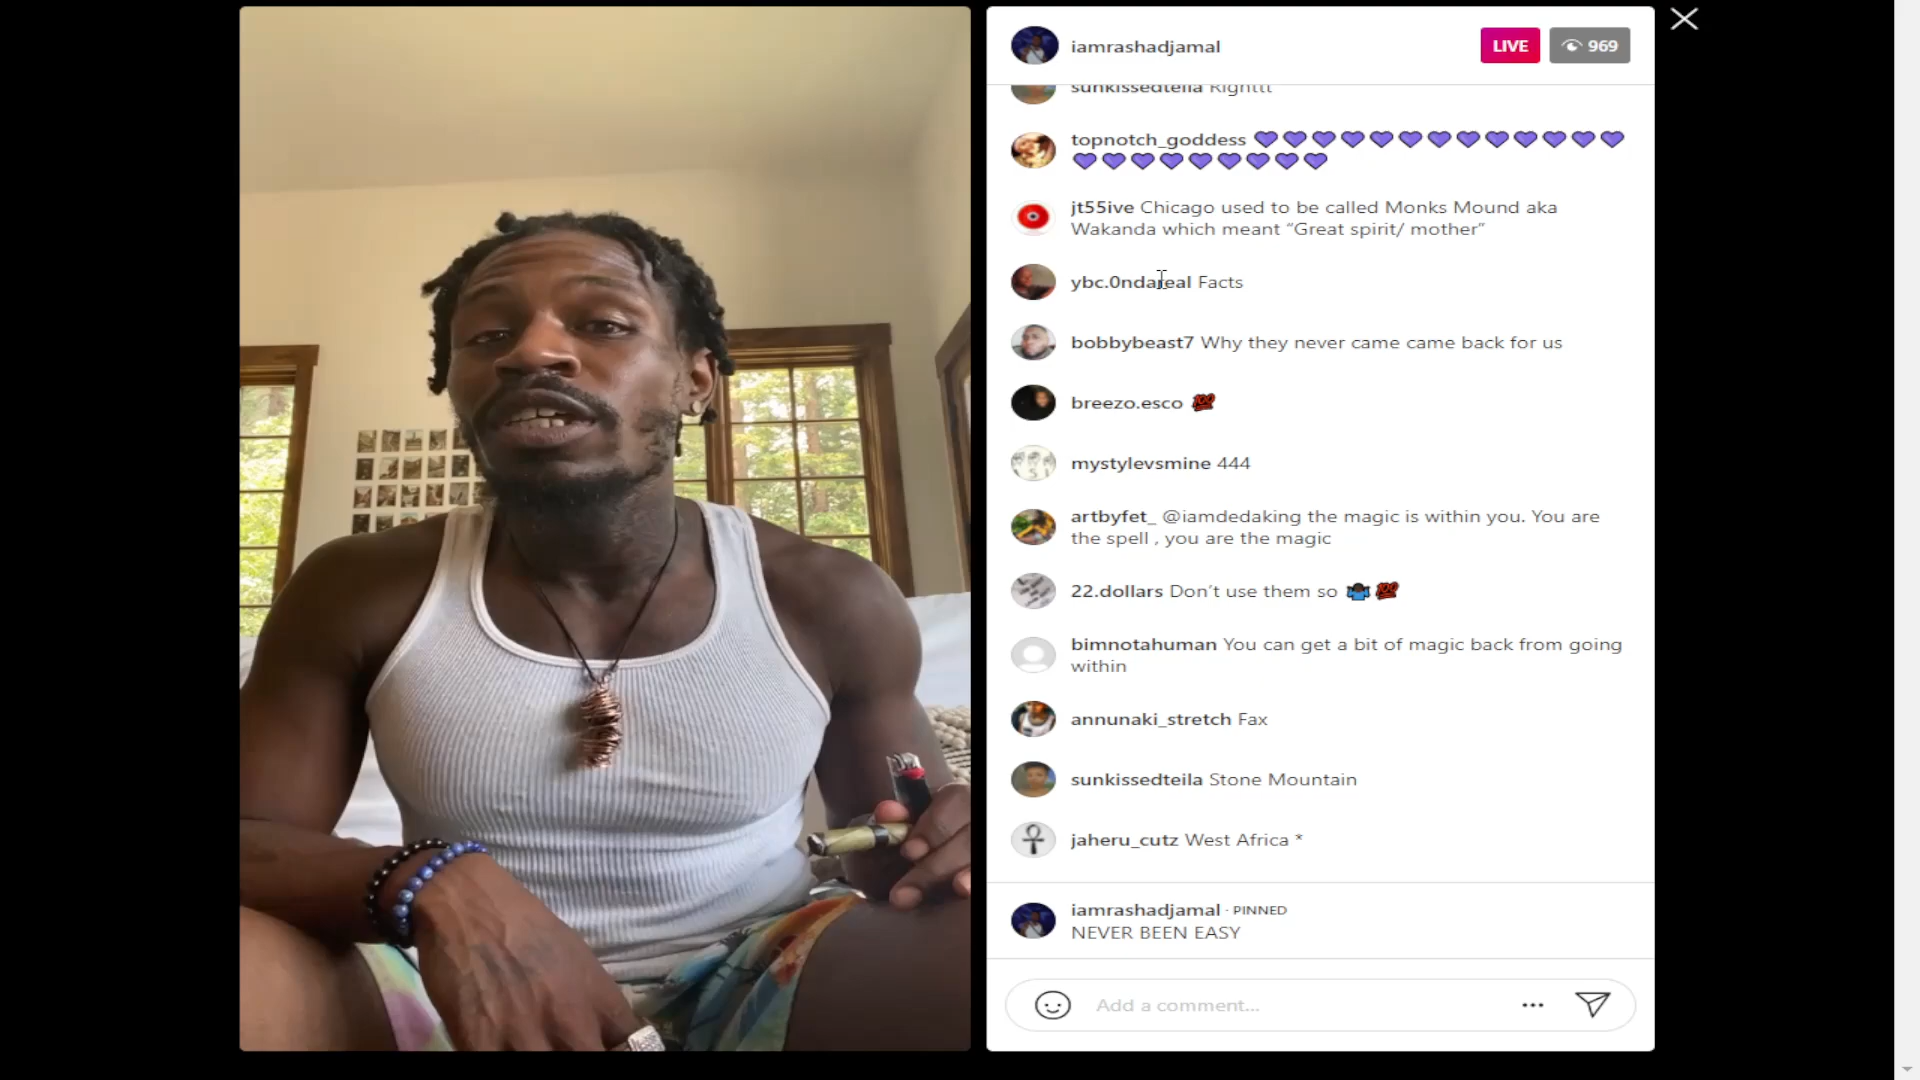 iamrashadjamal
LIVE
969
sunkissedteila Righttt
topnotch_goddess 💜💜💜💜💜💜💜💜💜💜💜💜💜
💜💜💜💜💜💜💜💜💜
jt55ive Chicago used to be called Monks Mound aka
Wakanda which meant “Great spirit/ mother”
ybc.0ndareal Facts
bobbybeast7 Why they never came came back for us
breezo.esco 💯
mystylevsmine 444
artbyfet_ @iamdedaking the magic is within you. You are
the spell , you are the magic
22.dollars Don’t use them so 🤷🏿‍♂️💯
bimnotahuman You can get a bit of magic back from going
within
annunaki_stretch Fax
sunkissedteila Stone Mountain
jaheru_cutz West Africa *
iamrashadjamal · PINNED
NEVER BEEN EASY
Add a comment...